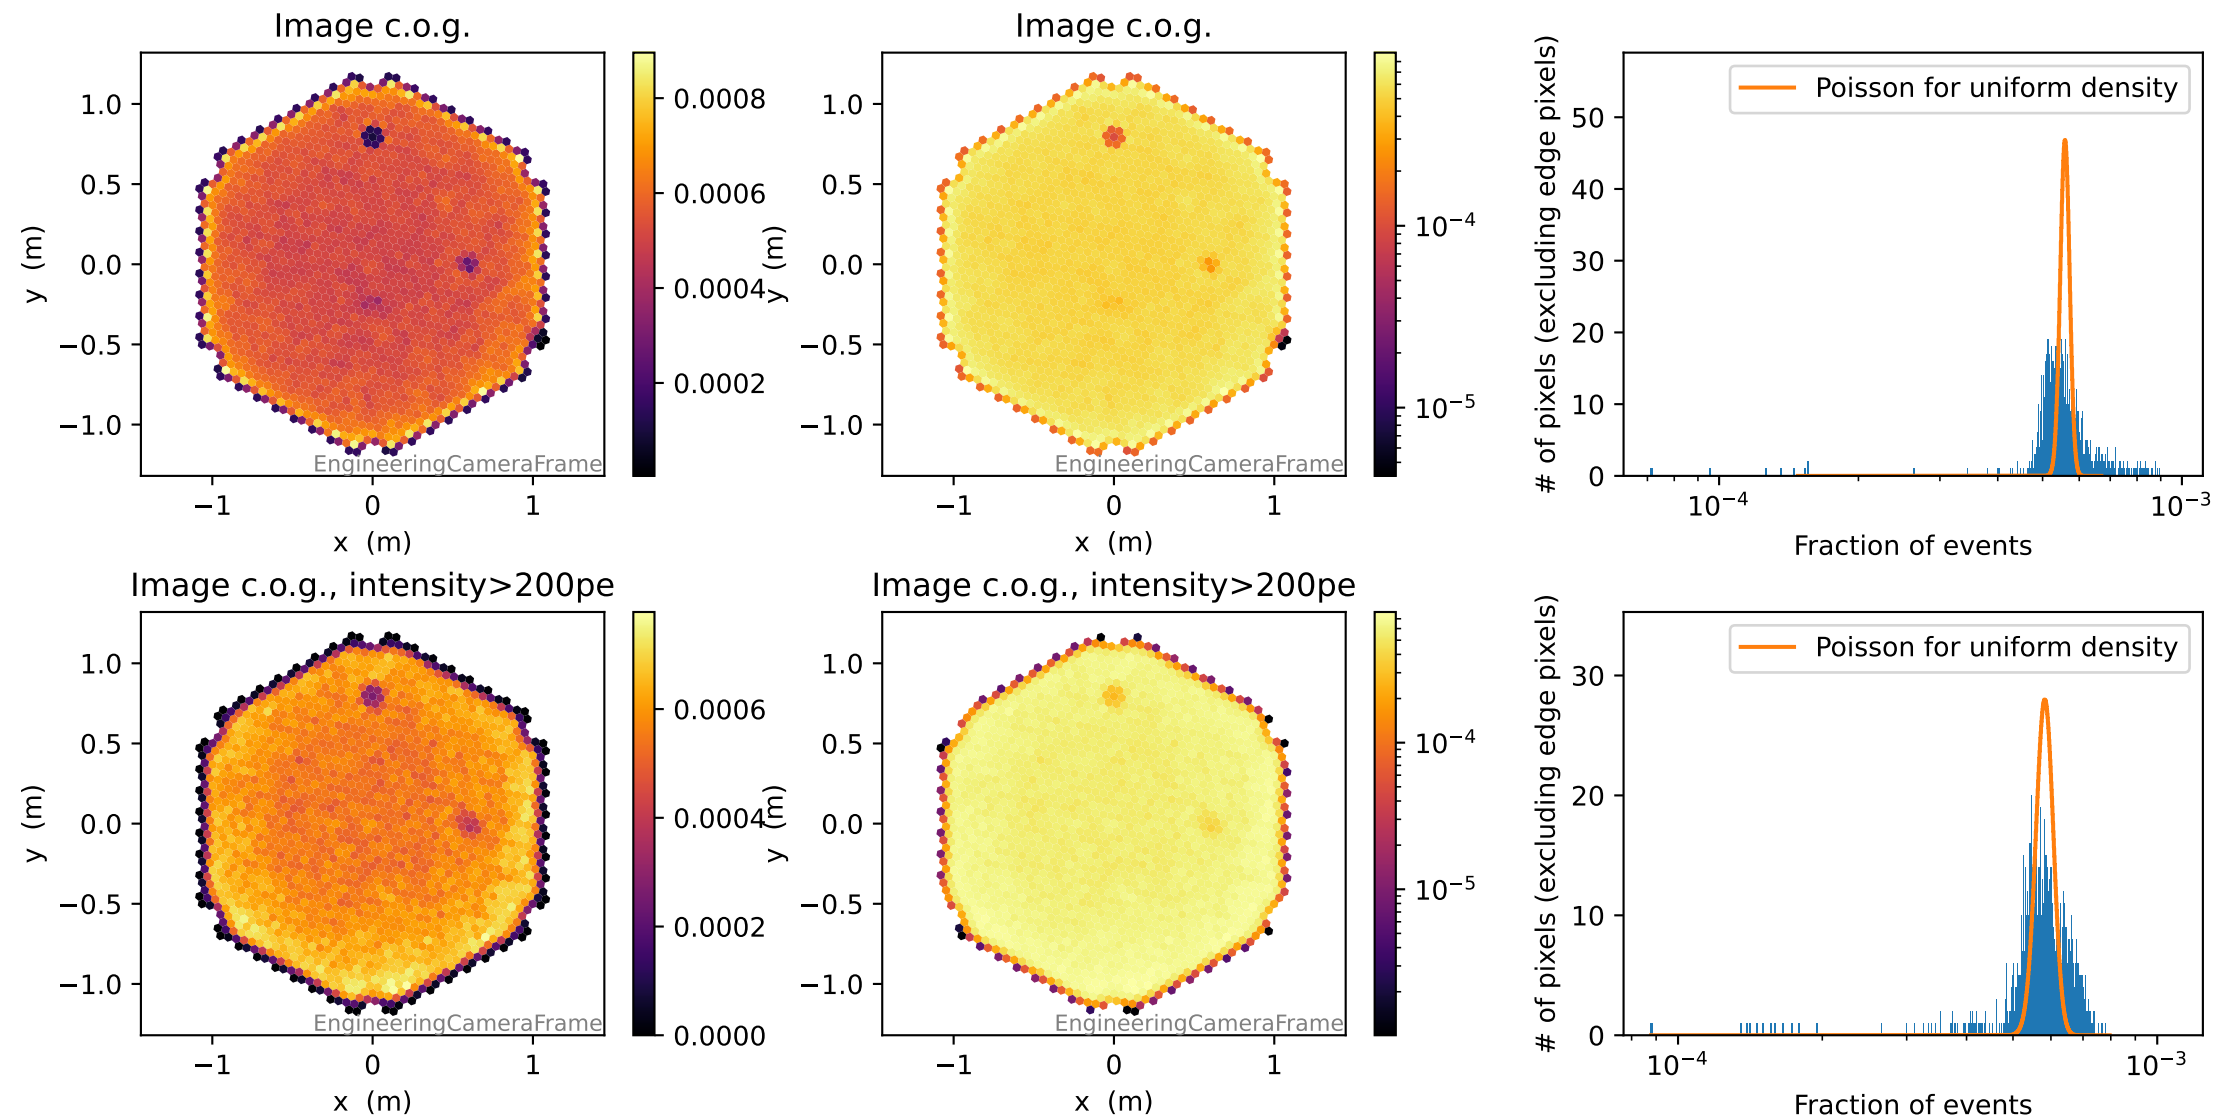 Image c.o.g.
1.0
0.5
0.0
−0.5
−1.0
y (m)
−1
0
1
x (m)
EngineeringCameraFrame
0.0008
0.0006
0.0004
0.0002
Image c.o.g.
1.0
0.5
0.0
−0.5
−1.0
y (m)
−1
0
1
x (m)
EngineeringCameraFrame
10⁻⁴
10⁻⁵
Poisson for uniform density
# of pixels (excluding edge pixels)
50
40
30
20
10
0
10⁻⁴
10⁻³
Fraction of events
Image c.o.g., intensity>200pe
1.0
0.5
0.0
−0.5
−1.0
y (m)
−1
0
1
x (m)
EngineeringCameraFrame
0.0006
0.0004
0.0002
0.0000
Image c.o.g., intensity>200pe
1.0
0.5
0.0
−0.5
−1.0
y (m)
−1
0
1
x (m)
EngineeringCameraFrame
10⁻⁴
10⁻⁵
Poisson for uniform density
# of pixels (excluding edge pixels)
30
20
10
0
10⁻⁴
10⁻³
Fraction of events